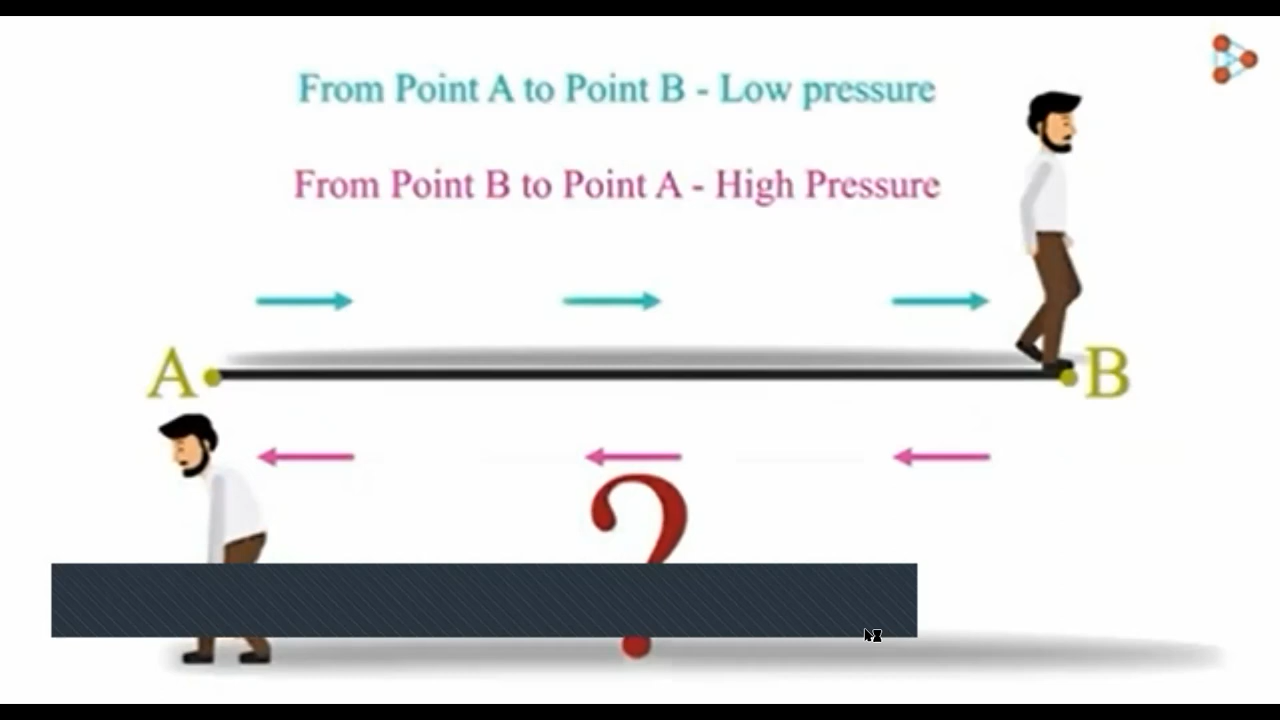 From Point A to Point B - Low pressure
From Point B to Point A - High Pressure
A
B
?